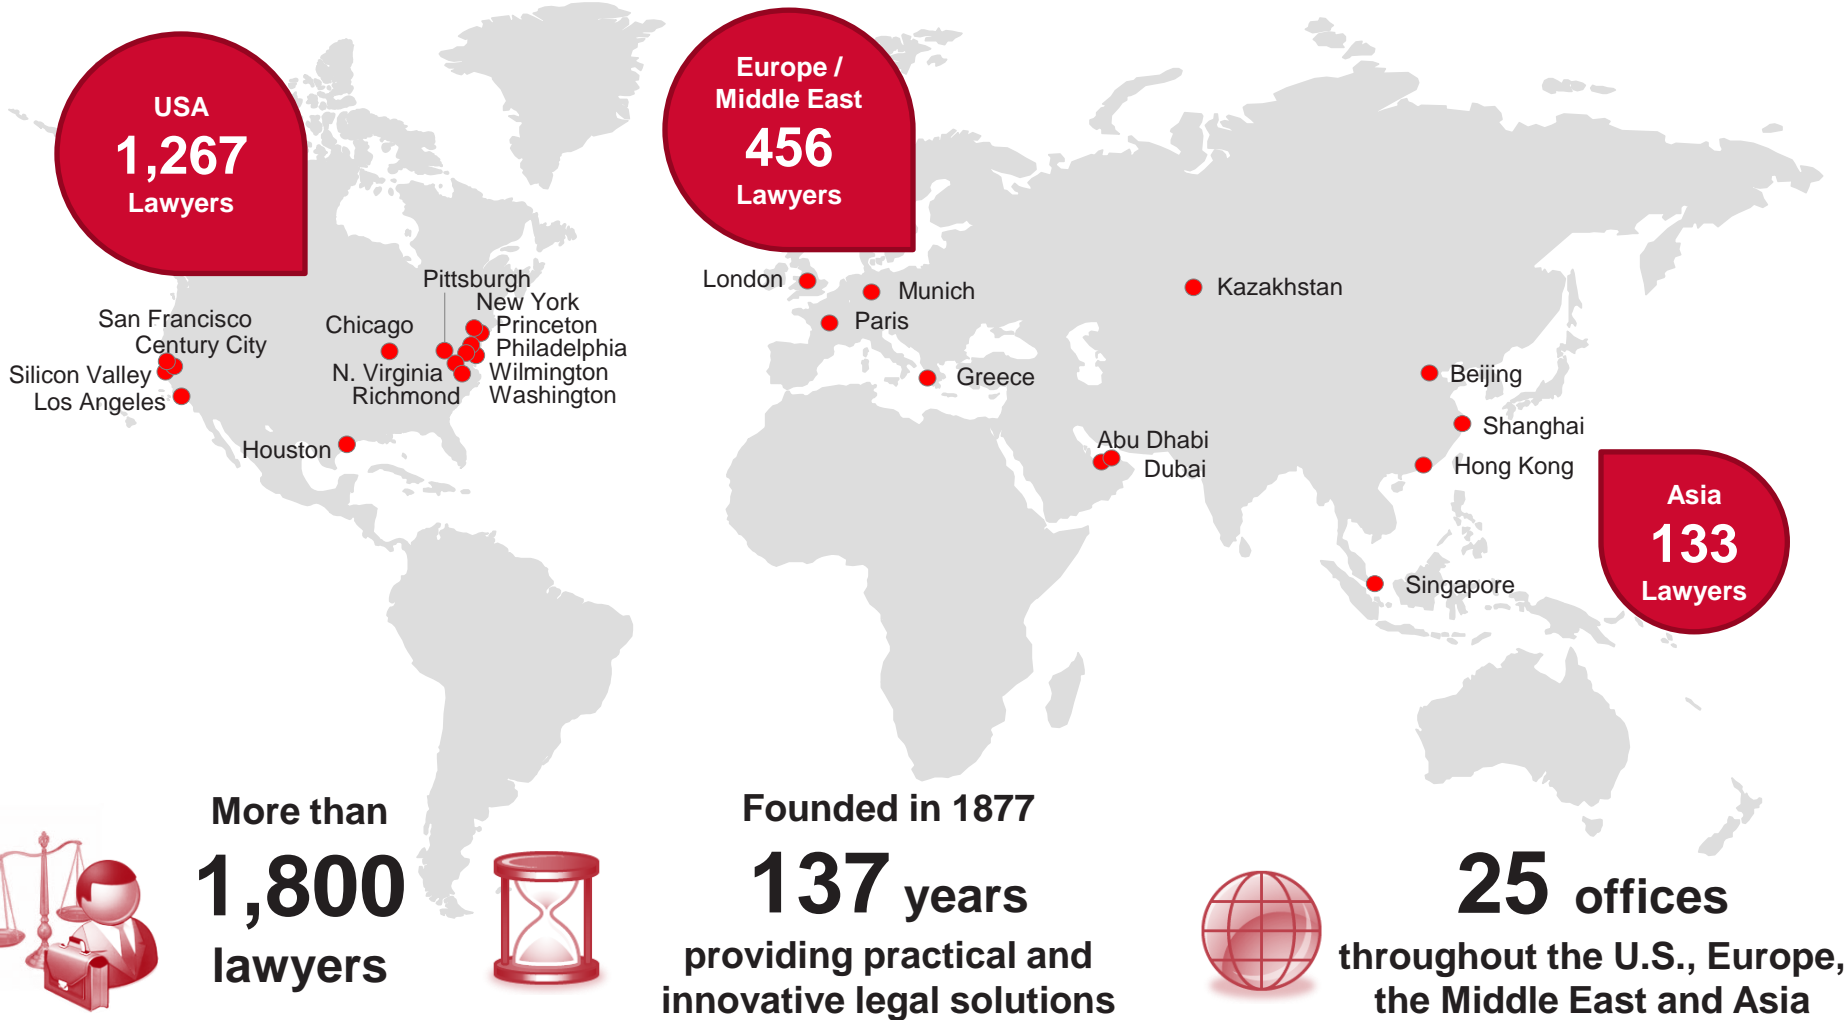 USA
1,267
Lawyers
Europe /
Middle East
456
Lawyers
Pittsburgh
New York
Princeton
Philadelphia
Wilmington
Washington
San Francisco
Century City
Silicon Valley
Los Angeles
Chicago
N. Virginia
Richmond
Houston
London
Munich
Paris
Greece
Kazakhstan
Abu Dhabi
Dubai
Beijing
Shanghai
Hong Kong
Singapore
Asia
133
Lawyers
More than
1,800
lawyers
Founded in 1877
137 years
providing practical and
innovative legal solutions
25 offices
throughout the U.S., Europe,
the Middle East and Asia